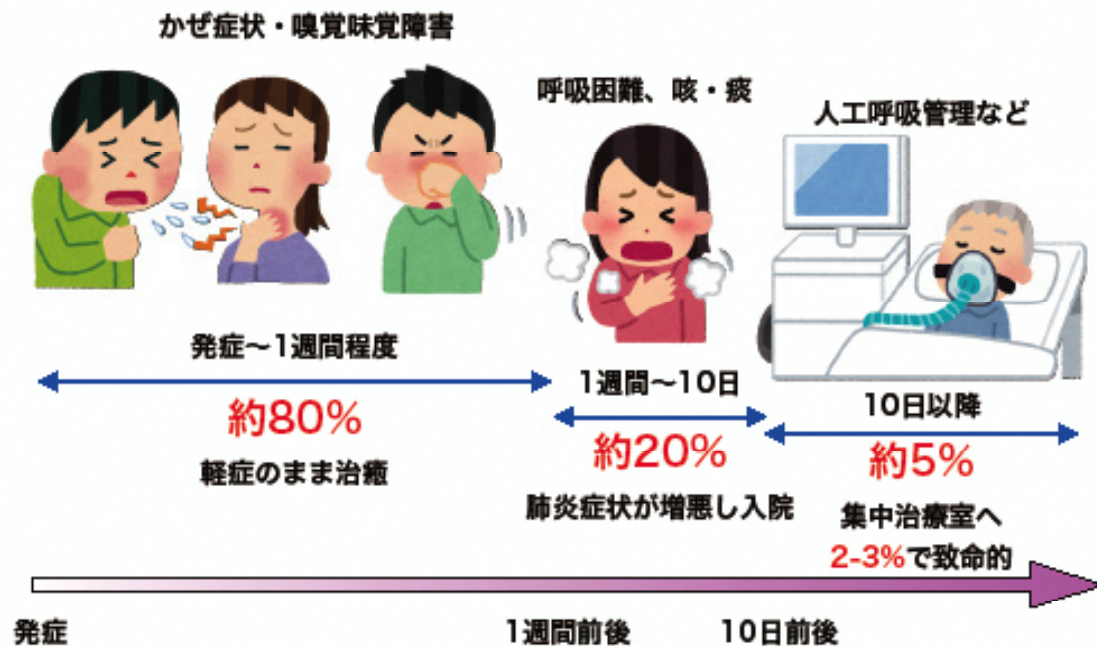 かぜ症状・嗅覚味覚障害
呼吸困難、咳・痰
人工呼吸管理など
発症～1週間程度
約80%
軽症のまま治癒
1週間～10日
約20%
肺炎症状が増悪し入院
10日以降
約5%
集中治療室へ
2-3%で致命的
発症
1週間前後
10日前後